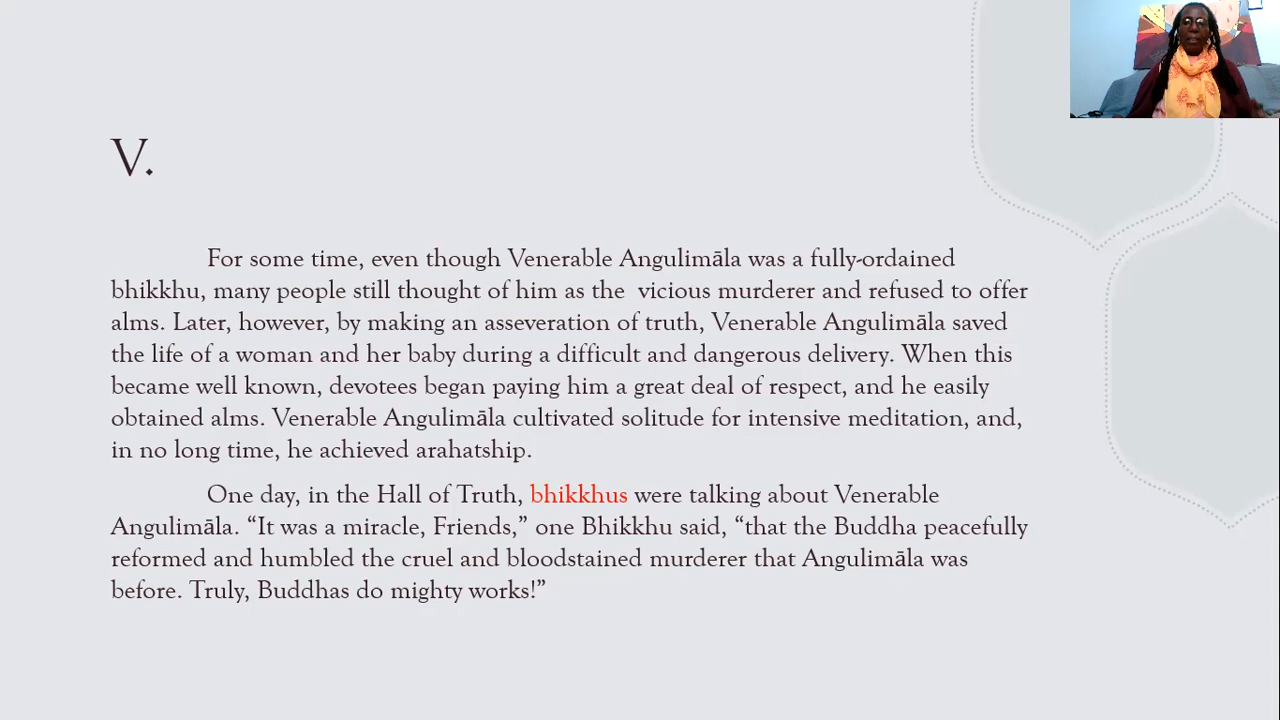 V.
For some time, even though Venerable Angulimāla was a fully-ordained
bhikkhu, many people still thought of him as the  vicious murderer and refused to offer
alms. Later, however, by making an asseveration of truth, Venerable Angulimāla saved
the life of a woman and her baby during a difficult and dangerous delivery. When this
became well known, devotees began paying him a great deal of respect, and he easily
obtained alms. Venerable Angulimāla cultivated solitude for intensive meditation, and,
in no long time, he achieved arahatship.
One day, in the Hall of Truth, bhikkhus were talking about Venerable
Angulimāla. “It was a miracle, Friends,” one Bhikkhu said, “that the Buddha peacefully
reformed and humbled the cruel and bloodstained murderer that Angulimāla was
before. Truly, Buddhas do mighty works!”